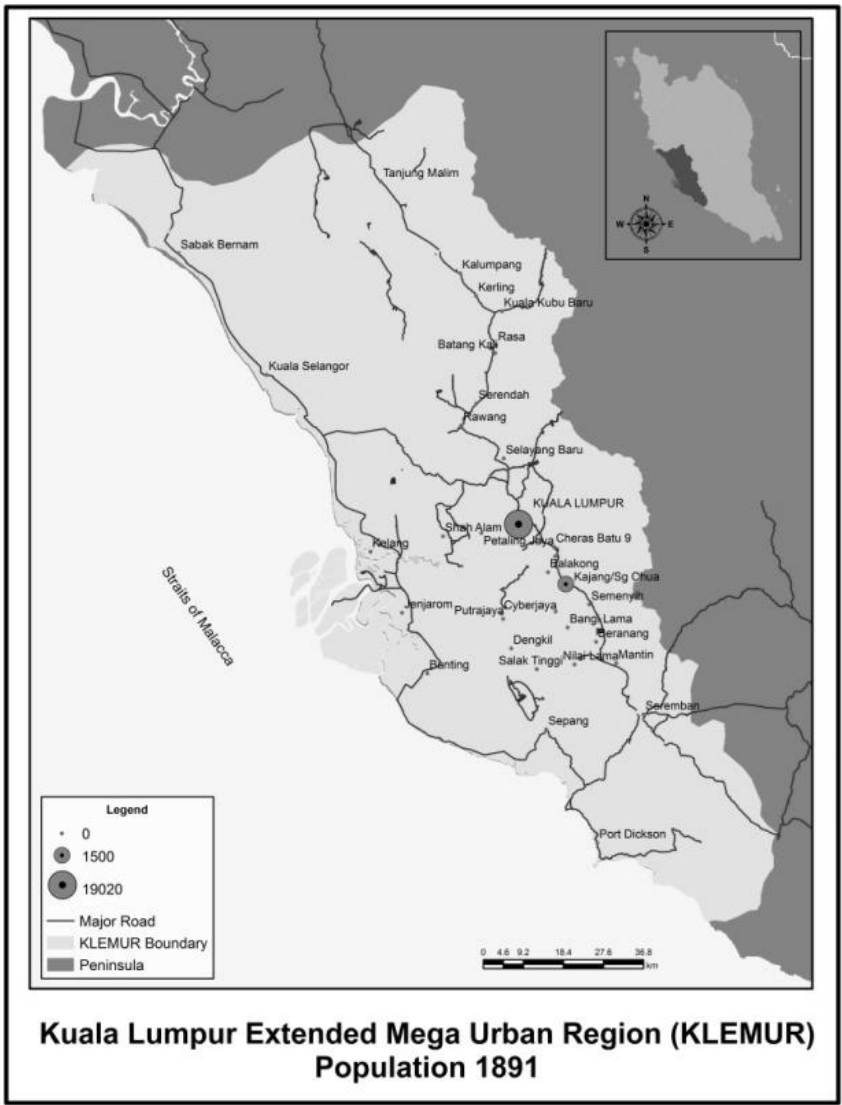 N
W
E
S
Tanjung Malim
Sabak Bernam
Kalumpang
Kerling
Kuala Kubu Baru
Rasa
Batang Kali
Kuala Selangor
Serendah
Rawang
Selayang Baru
KUALA LUMPUR
Shah Alam
Petaling Jaya
Cheras Batu 9
Kelang
Balakong
Kajang/Sg Chua
Semenyih
Jenjarom
Putrajaya
Cyberjaya
Bangi Lama
Beranang
Dengkil
Salak Tinggi
Nilai Lama
Mantin
Banting
Seremban
Sepang
Port Dickson
Straits of Malacca
Legend
0
1500
19020
Major Road
KLEMUR Boundary
Peninsula
0 4.6 9.2 18.4 27.6 36.8
km
Kuala Lumpur Extended Mega Urban Region (KLEMUR)
Population 1891